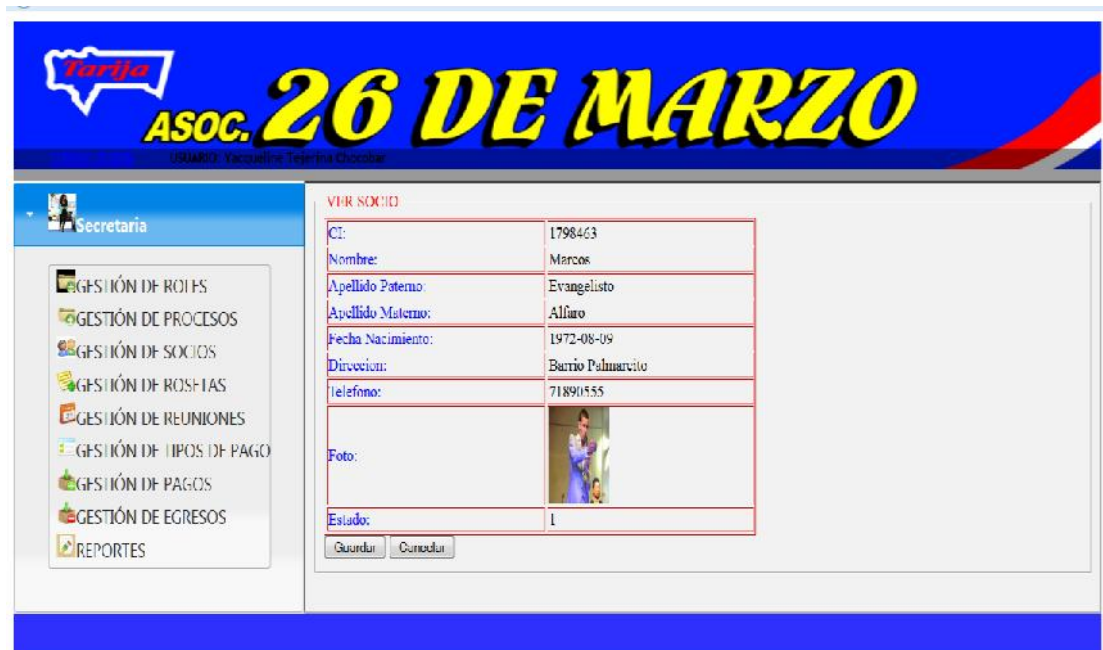 Tarija
ASOC. 26 DE MARZO
USUARIO: Yacqueline Tejerina Chocobar
Secretaria
GESTIÓN DE ROLES
GESTIÓN DE PROCESOS
GESTIÓN DE SOCIOS
GESTIÓN DE ROSETAS
GESTIÓN DE REUNIONES
GESTIÓN DE TIPOS DE PAGO
GESTIÓN DE PAGOS
GESTIÓN DE EGRESOS
REPORTES
VER SOCIO
CI: 1798463
Nombre: Marcos
Apellido Paterno: Evangelisto
Apellido Materno: Alfaro
Fecha Nacimiento: 1972-08-09
Direccion: Barrio Palmarcito
Telefono: 71890555
Foto:
Estado: 1
Guardar Cancelar